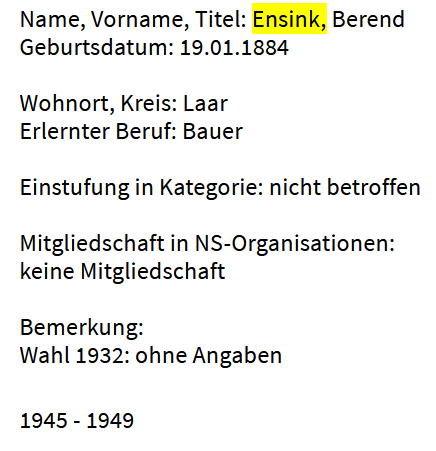 Name, Vorname, Titel: Ensink, Berend
Geburtsdatum: 19.01.1884
Wohnort, Kreis: Laar
Erlernter Beruf: Bauer
Einstufung in Kategorie: nicht betroffen
Mitgliedschaft in NS-Organisationen:
keine Mitgliedschaft
Bemerkung:
Wahl 1932: ohne Angaben
1945 - 1949